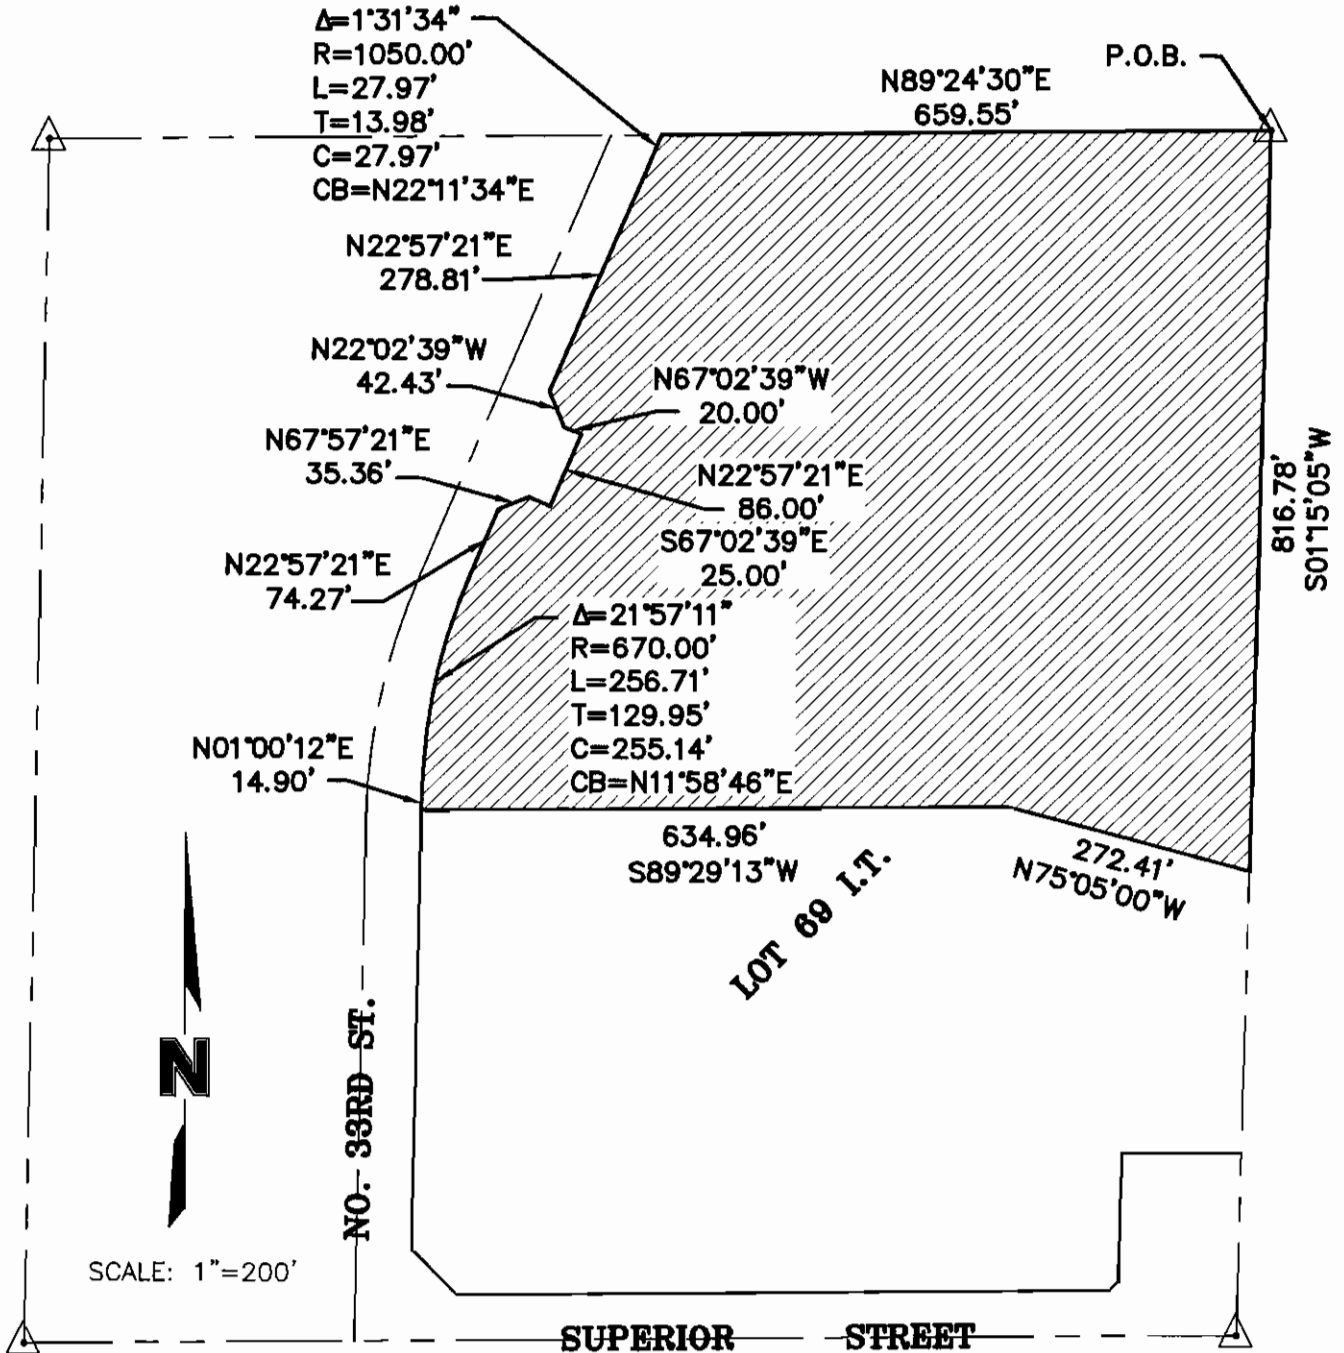 Δ=1°31'34"
R=1050.00'
L=27.97'
T=13.98'
C=27.97'
CB=N22°11'34"E
P.O.B.
N89°24'30"E
659.55'
N22°57'21"E
278.81'
N22°02'39"W
42.43'
N67°02'39"W
20.00'
N67°57'21"E
35.36'
N22°57'21"E
86.00'
S67°02'39"E
25.00'
816.78'
S01°15'05"W
N22°57'21"E
74.27'
Δ=21°57'11"
R=670.00'
L=256.71'
T=129.95'
C=255.14'
CB=N11°58'46"E
N01°00'12"E
14.90'
634.96'
S89°29'13"W
272.41'
N75°05'00"W
LOT 69 I.T.
NO. 33RD ST.
N
SCALE: 1"=200'
SUPERIOR STREET